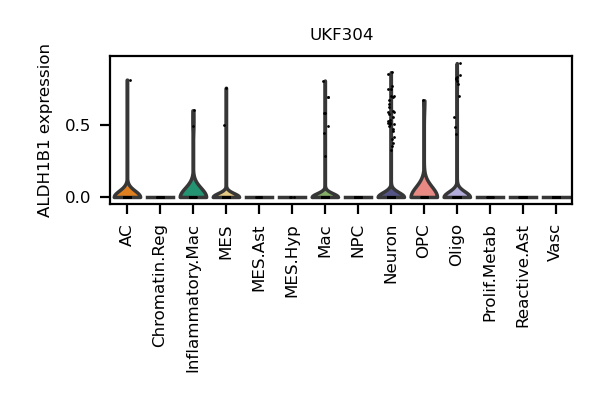 UKF304
ALDH1B1 expression
0.5
0.0
AC
Chromatin.Reg
Inflammatory.Mac
MES
MES.Ast
MES.Hyp
Mac
NPC
Neuron
OPC
Oligo
Prolif.Metab
Reactive.Ast
Vasc